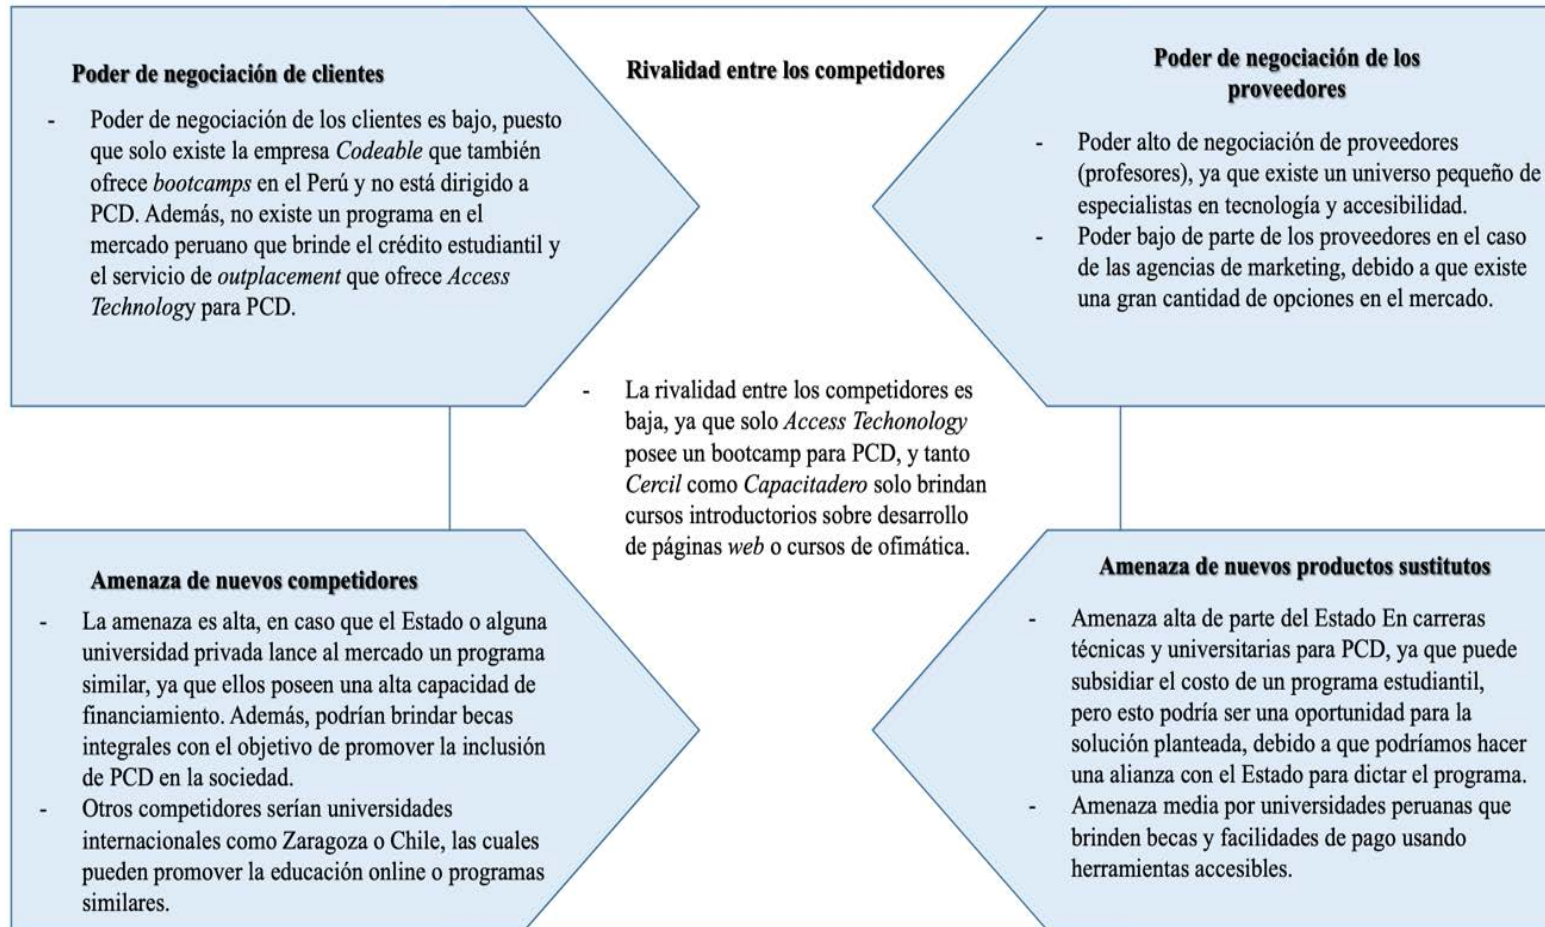 Poder de negociación de clientes
- Poder de negociación de los clientes es bajo, puesto
que solo existe la empresa Codeable que también
ofrece bootcamps en el Perú y no está dirigido a
PCD. Además, no existe un programa en el
mercado peruano que brinde el crédito estudiantil y
el servicio de outplacement que ofrece Access
Technology para PCD.
Rivalidad entre los competidores
- La rivalidad entre los competidores es
baja, ya que solo Access Techonology
posee un bootcamp para PCD, y tanto
Cercil como Capacitadero solo brindan
cursos introductorios sobre desarrollo
de páginas web o cursos de ofimática.
Poder de negociación de los
proveedores
- Poder alto de negociación de proveedores
(profesores), ya que existe un universo pequeño de
especialistas en tecnología y accesibilidad.
- Poder bajo de parte de los proveedores en el caso
de las agencias de marketing, debido a que existe
una gran cantidad de opciones en el mercado.
Amenaza de nuevos competidores
- La amenaza es alta, en caso que el Estado o alguna
universidad privada lance al mercado un programa
similar, ya que ellos poseen una alta capacidad de
financiamiento. Además, podrían brindar becas
integrales con el objetivo de promover la inclusión
de PCD en la sociedad.
- Otros competidores serían universidades
internacionales como Zaragoza o Chile, las cuales
pueden promover la educación online o programas
similares.
Amenaza de nuevos productos sustitutos
- Amenaza alta de parte del Estado En carreras
técnicas y universitarias para PCD, ya que puede
subsidiar el costo de un programa estudiantil,
pero esto podría ser una oportunidad para la
solución planteada, debido a que podríamos hacer
una alianza con el Estado para dictar el programa.
- Amenaza media por universidades peruanas que
brinden becas y facilidades de pago usando
herramientas accesibles.